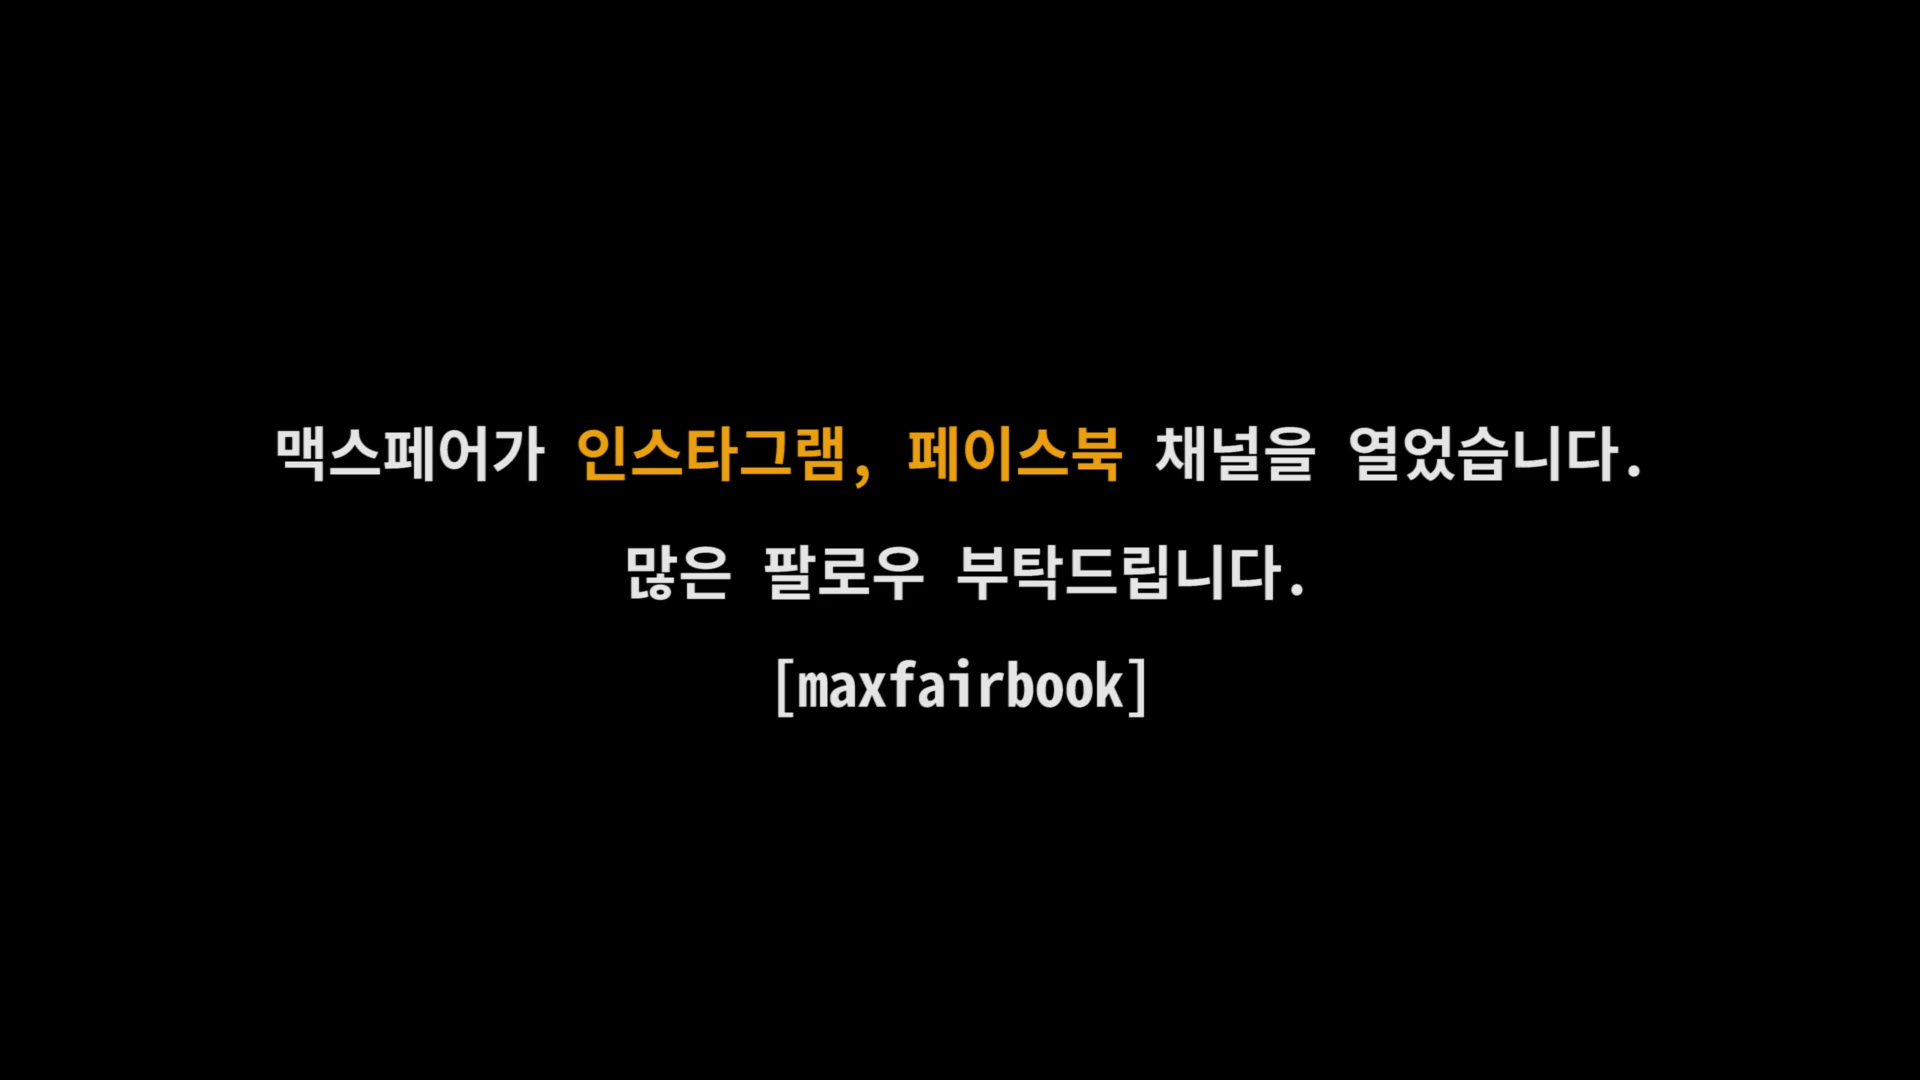 맥스페어가 인스타그램, 페이스북 채널을 열었습니다.
많은 팔로우 부탁드립니다.
[maxfairbook]